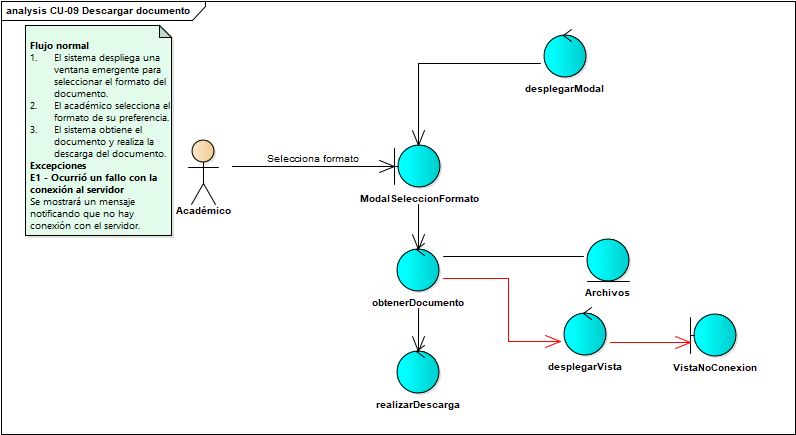 analysis CU-09 Descargar documento
Flujo normal
1. El sistema despliega una
ventana emergente para
seleccionar el formato del
documento.
2. El académico selecciona el
formato de su preferencia.
3. El sistema obtiene el
documento y realiza la
descarga del documento.
Excepciones
E1 - Ocurrió un fallo con la
conexión al servidor
Se mostrará un mensaje
notificando que no hay
conexión con el servidor.
desplegarModal
Selecciona formato
Académico
ModalSeleccionFormato
Archivos
obtenerDocumento
desplegarVista
VistaNoConexion
realizarDescarga